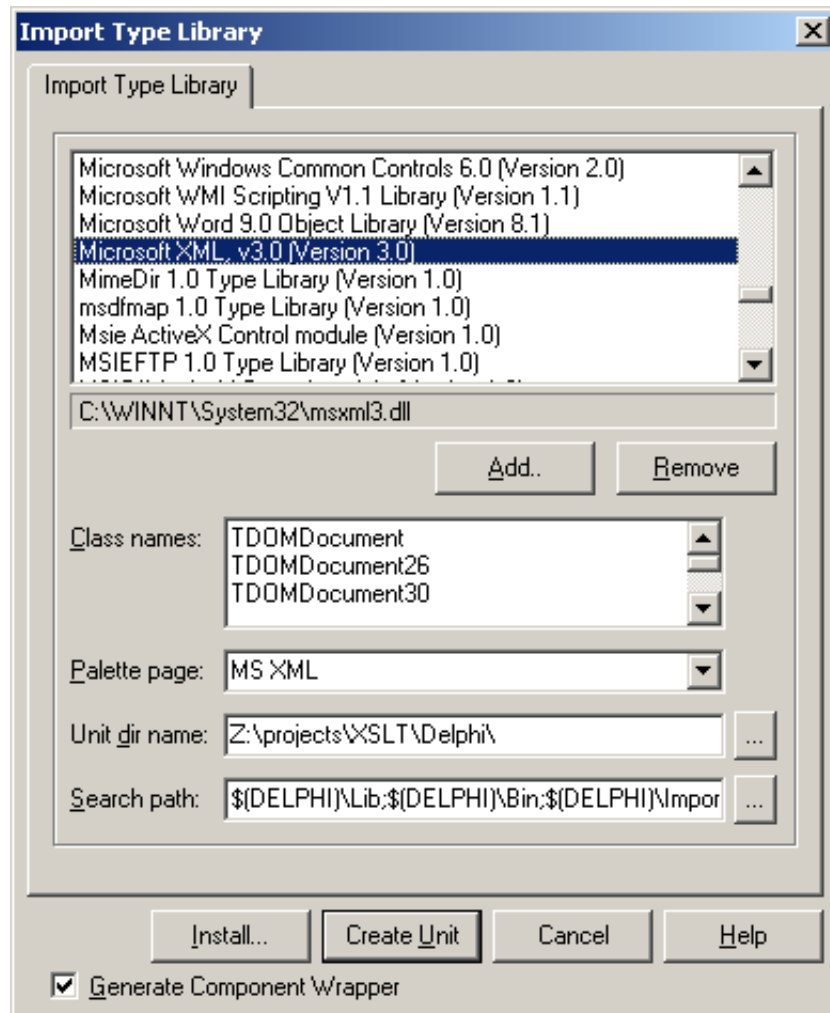 Import Type Library
Import Type Library
Microsoft Windows Common Controls 6.0 (Version 2.0)
Microsoft WMI Scripting V1.1 Library (Version 1.1)
Microsoft Word 9.0 Object Library (Version 8.1)
Microsoft XML, v3.0 (Version 3.0)
MimeDir 1.0 Type Library (Version 1.0)
msdfmap 1.0 Type Library (Version 1.0)
Msie ActiveX Control module (Version 1.0)
MSIEFTP 1.0 Type Library (Version 1.0)
C:\WINNT\System32\msxml3.dll
Add.. Remove
Class names: TDOMDocument
TDOMDocument26
TDOMDocument30
Palette page: MS XML
Unit dir name: Z:\projects\XSLT\Delphi\ ...
Search path: $(DELPHI)\Lib;$(DELPHI)\Bin;$(DELPHI)\Impor ...
Install... Create Unit Cancel Help
Generate Component Wrapper